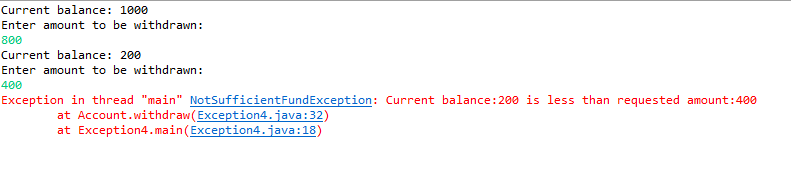 Current balance: 1000
Enter amount to be withdrawn:
800
Current balance: 200
Enter amount to be withdrawn:
400
Exception in thread "main" NotSufficientFundException: Current balance:200 is less than requested amount:400
at Account.withdraw(Exception4.java:32)
at Exception4.main(Exception4.java:18)